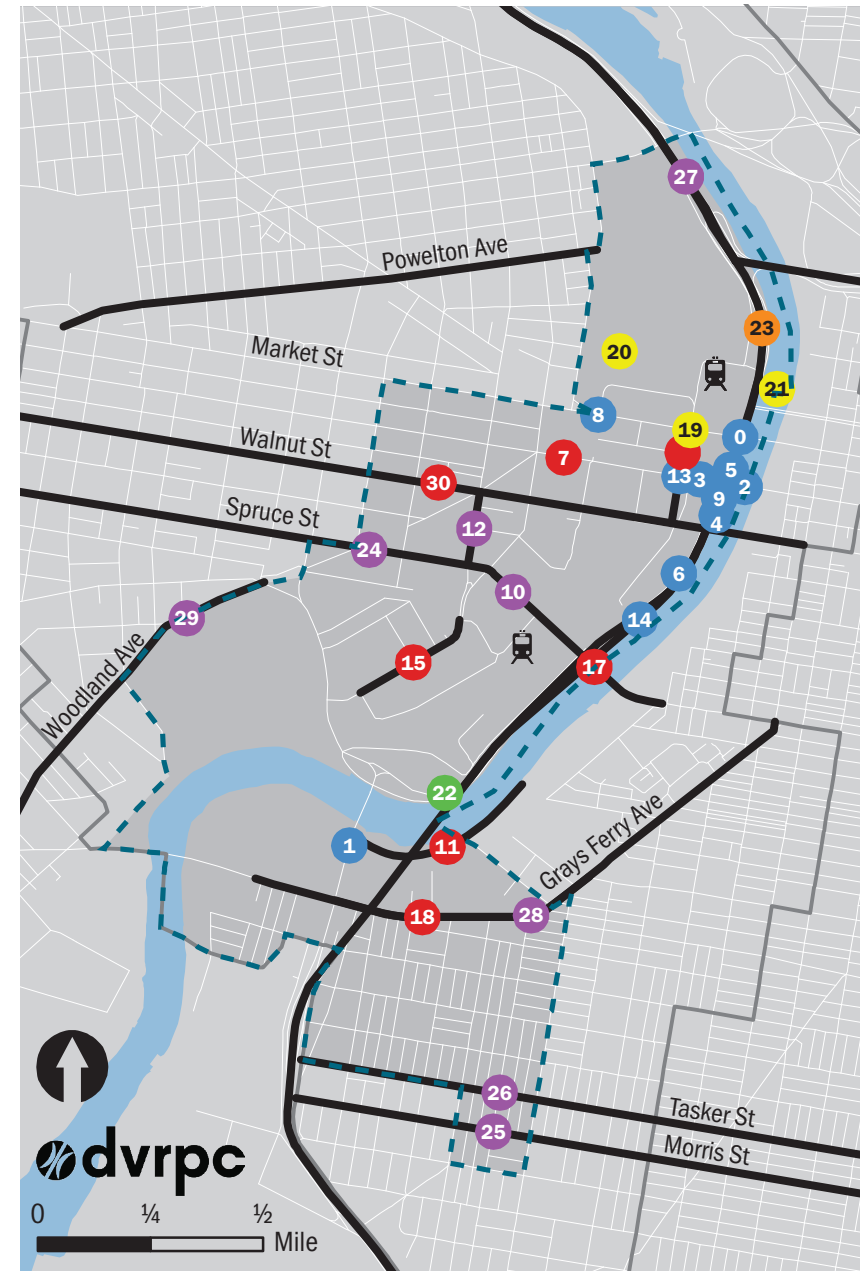 27
Powelton Ave
23
Market St
20
21
8
19
0
Walnut St
7
5
13
3
2
30
9
Spruce St
12
4
24
6
10
29
14
15
17
Woodland Ave
22
1
11
Grays Ferry Ave
18
28
26
Tasker St
25
Morris St
dvrpc
0 ¼ ½
Mile